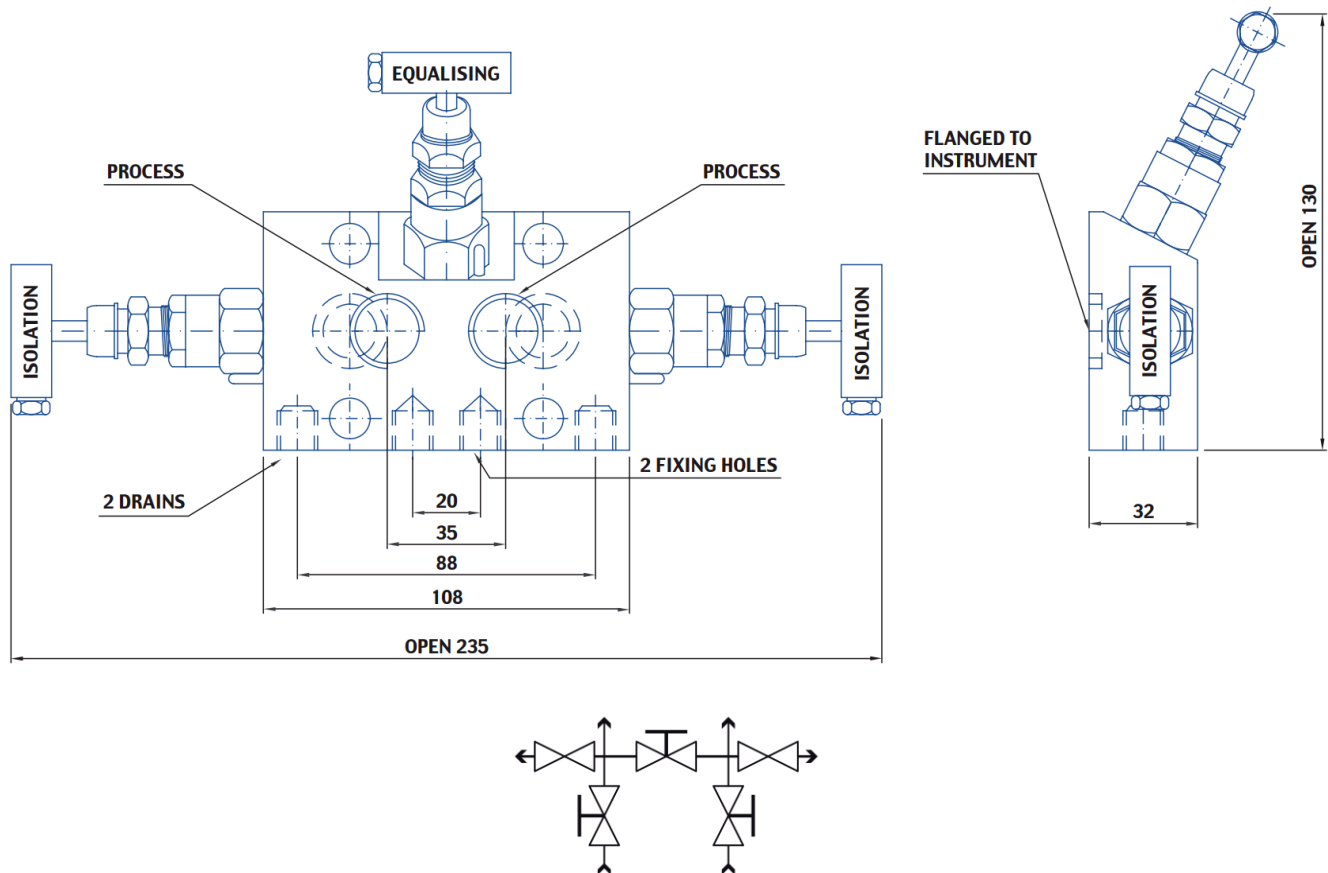 EQUALISING
PROCESS
PROCESS
FLANGED TO
INSTRUMENT
OPEN 130
ISOLATION
ISOLATION
ISOLATION
2 DRAINS
2 FIXING HOLES
20
35
88
108
OPEN 235
32